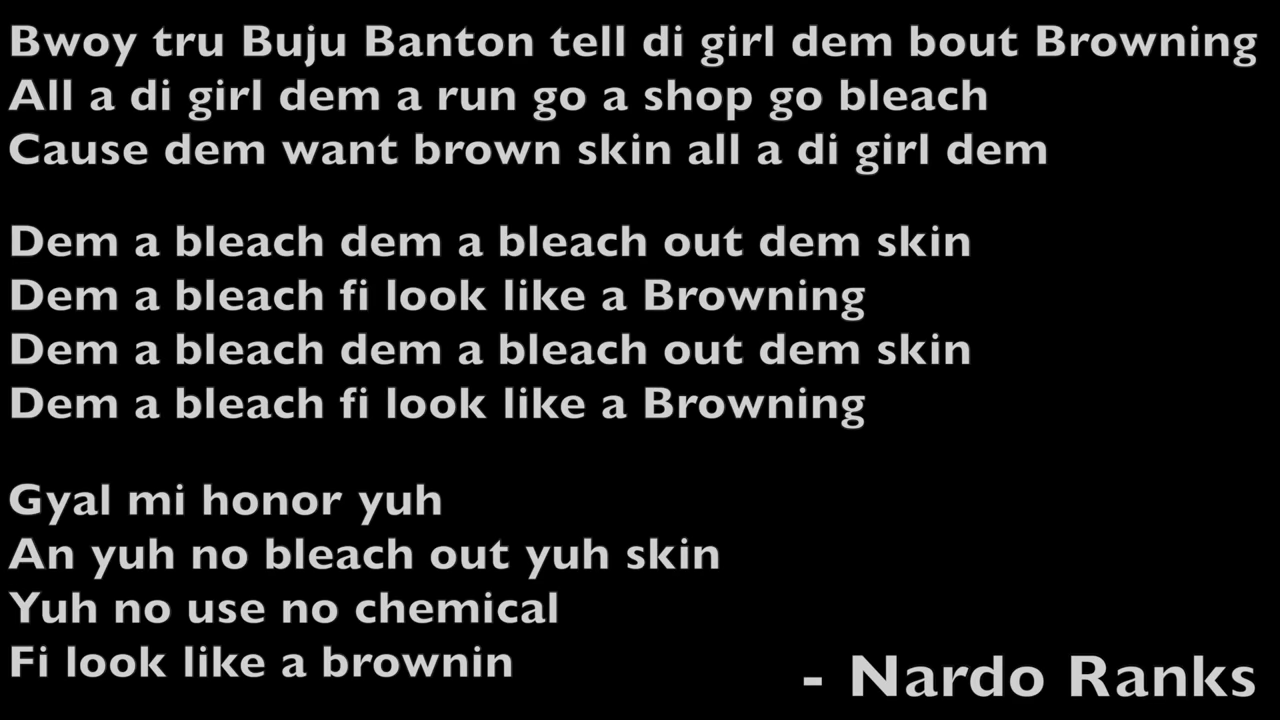 Bwoy tru Buju Banton tell di girl dem bout Browning
All a di girl dem a run go a shop go bleach
Cause dem want brown skin all a di girl dem
Dem a bleach dem a bleach out dem skin
Dem a bleach fi look like a Browning
Dem a bleach dem a bleach out dem skin
Dem a bleach fi look like a Browning
Gyal mi honor yuh
An yuh no bleach out yuh skin
Yuh no use no chemical
Fi look like a brownin
- Nardo Ranks